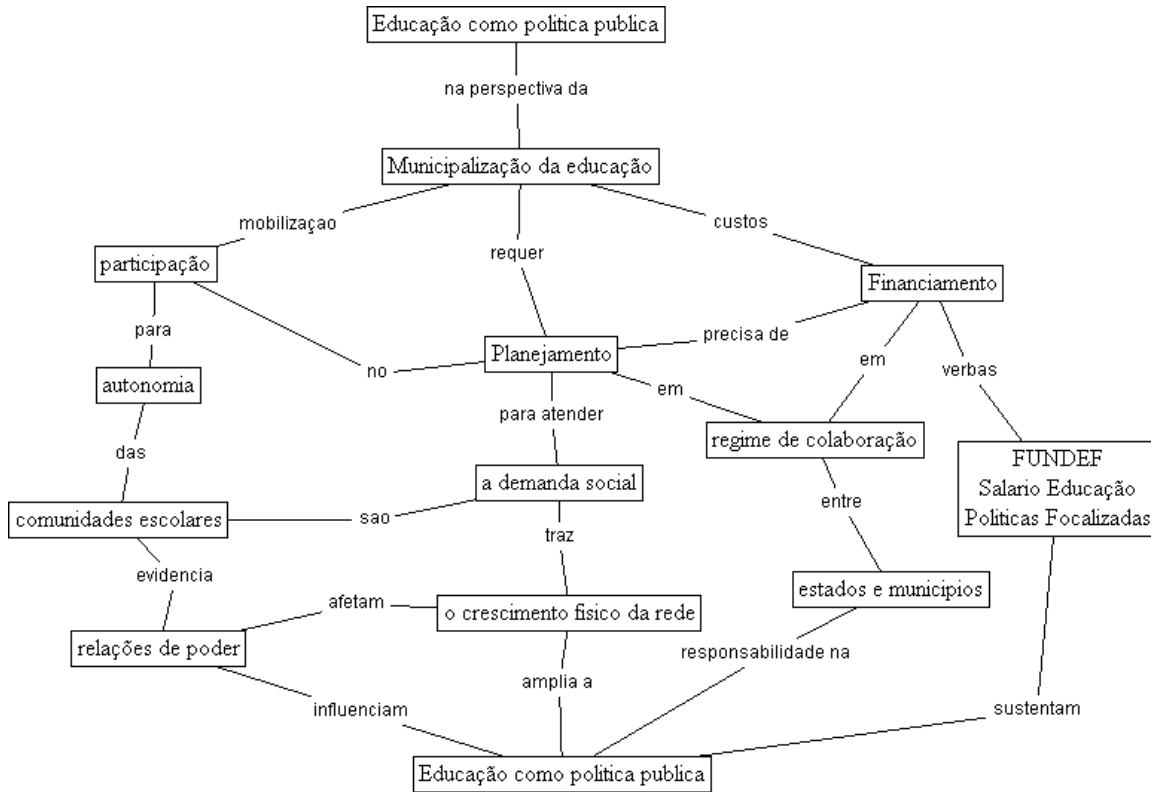 Educação como politica publica
na perspectiva da
Municipalização da educação
mobilizaçao
custos
requer
participação
Financiamento
para
precisa de
Planejamento
no
em
verbas
autonomia
em
para atender
regime de colaboração
das
FUNDEF
Salario Educação
Politicas Focalizadas
a demanda social
entre
comunidades escolares
sao
traz
evidencia
estados e municipios
afetam
o crescimento fisico da rede
relações de poder
responsabilidade na
amplia a
influenciam
sustentam
Educação como politica publica